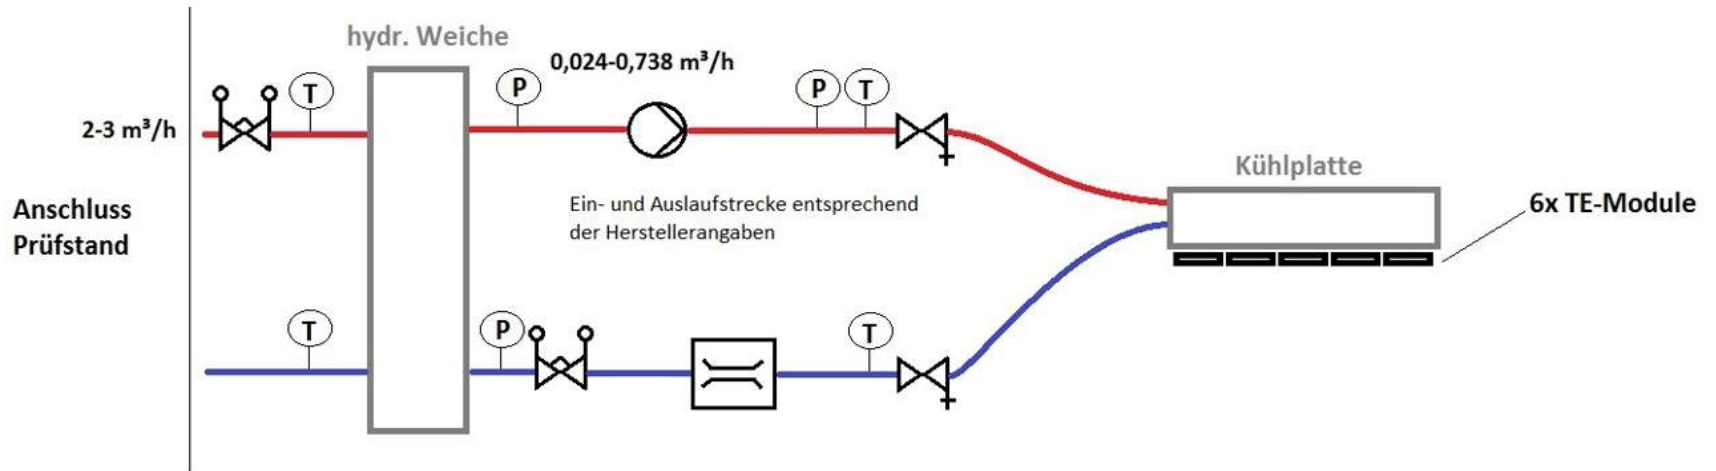 hydr. Weiche
0,024-0,738 m³/h
T
P
P
T
2-3 m³/h
Kühlplatte
Anschluss
Prüfstand
Ein- und Auslaufstrecke entsprechend
der Herstellerangaben
6x TE-Module
T
P
T